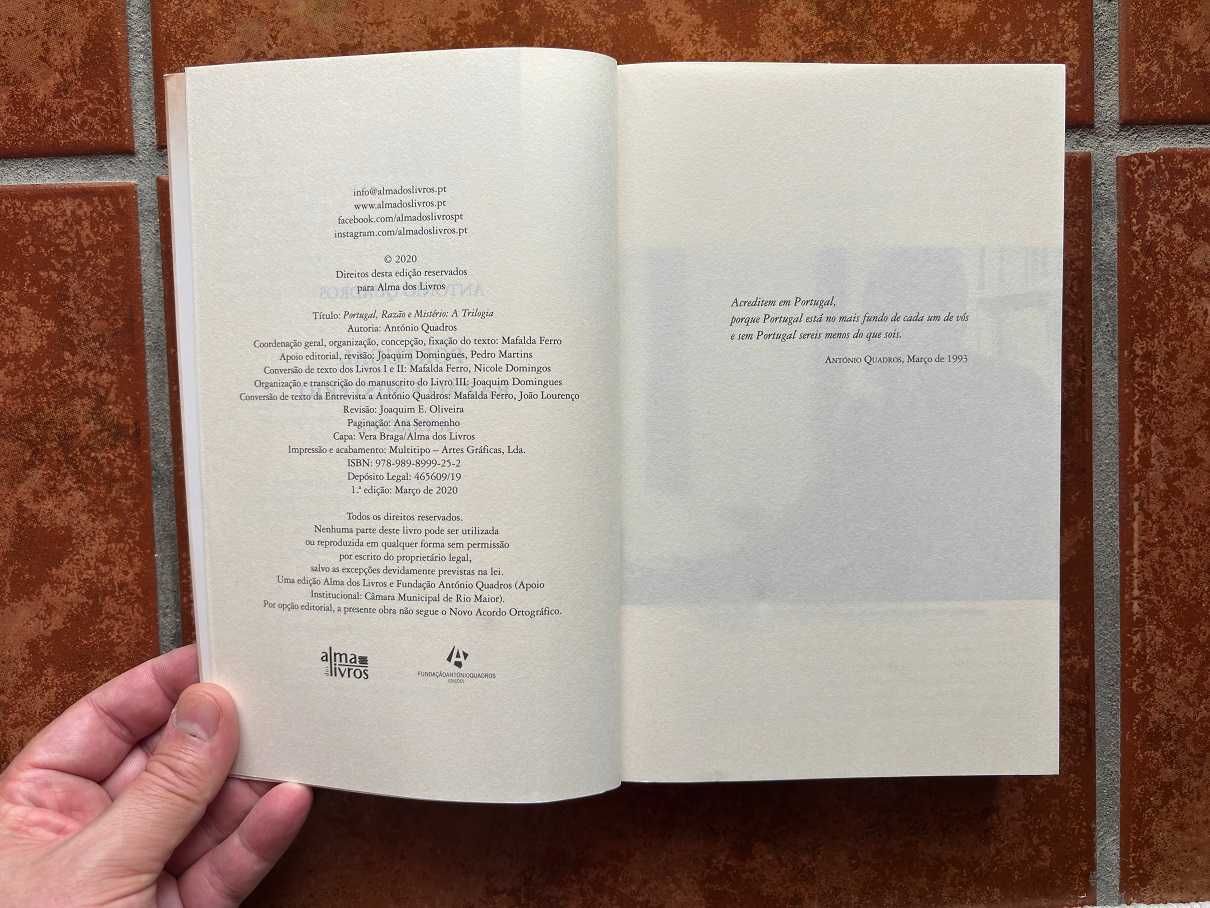 info@almadoslivros.pt
www.almadoslivros.pt
facebook.com/almadoslivrospt
instagram.com/almadoslivros.pt
© 2020
Direitos desta edição reservados
para Alma dos Livros
Título: Portugal, Razão e Mistério: A Trilogia
Autoria: António Quadros
Coordenação geral, organização, concepção, fixação do texto: Mafalda Ferro
Apoio editorial, revisão: Joaquim Domingues, Pedro Martins
Conversão de texto dos Livros I e II: Mafalda Ferro, Nicole Domingos
Organização e transcrição do manuscrito do Livro III: Joaquim Domingues
Conversão de texto da Entrevista a António Quadros: Mafalda Ferro, João Lourenço
Revisão: Joaquim E. Oliveira
Paginação: Ana Seromenho
Capa: Vera Braga/Alma dos Livros
Impressão e acabamento: Multitipo – Artes Gráficas, Lda.
ISBN: 978-989-8999-25-2
Depósito Legal: 465609/19
1.ª edição: Março de 2020
Todos os direitos reservados.
Nenhuma parte deste livro pode ser utilizada
ou reproduzida em qualquer forma sem permissão
por escrito do proprietário legal,
salvo as excepções devidamente previstas na lei.
Uma edição Alma dos Livros e Fundação António Quadros (Apoio
Institucional: Câmara Municipal de Rio Maior).
Por opção editorial, a presente obra não segue o Novo Acordo Ortográfico.
alma
dos livros
FUNDAÇÃOANTÓNIOQUADROS
Acreditem em Portugal,
porque Portugal está no mais fundo de cada um de vós
e sem Portugal sereis menos do que sois.
António Quadros, Março de 1993